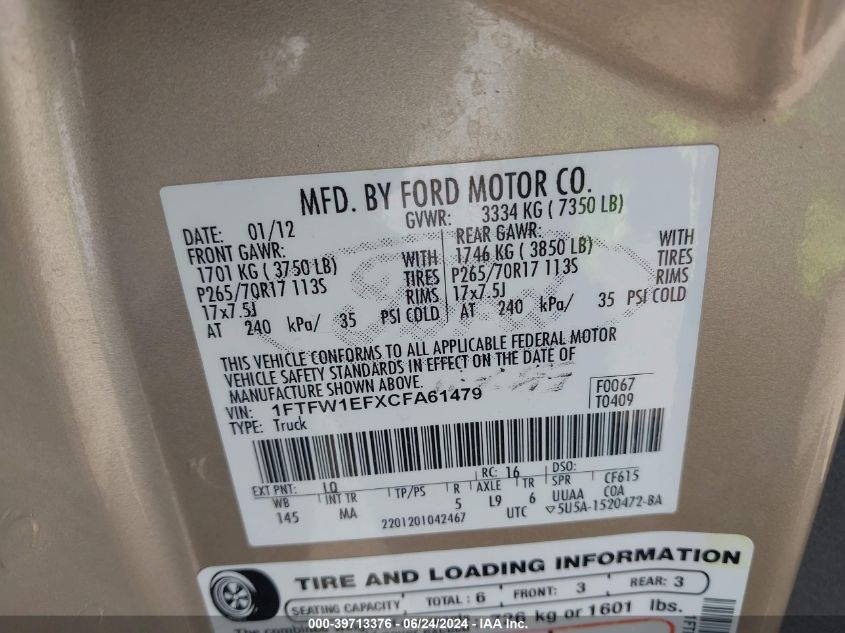 MFD. BY FORD MOTOR CO.
DATE: 01/12 GVWR: 3334 KG ( 7350 LB)
FRONT GAWR: REAR GAWR:
1701 KG ( 3750 LB) WITH 1746 KG ( 3850 LB) WITH
P265/70R17 113S TIRES P265/70R17 113S TIRES
17x7.5J RIMS 17x7.5J RIMS
AT 240 kPa/ 35 PSI COLD AT 240 kPa/ 35 PSI COLD
THIS VEHICLE CONFORMS TO ALL APPLICABLE FEDERAL MOTOR
VEHICLE SAFETY STANDARDS IN EFFECT ON THE DATE OF
MANUFACTURE SHOWN ABOVE.
VIN: 1FTFW1EFXCFA61479 F0067
TYPE: Truck T0409
EXT PNT: LQ RC: 16 DSO:
WB INT TR TP/PS R AXLE TR SPR CF615
145 MA 5 L9 6 UUAA COA
2201201042467 UTC ▽5U5A-1520472-BA
TIRE AND LOADING INFORMATION
SEATING CAPACITY TOTAL: 6 FRONT: 3 REAR: 3
kg or 1601 lbs.
000-39713376 - 06/24/2024 - IAA Inc.